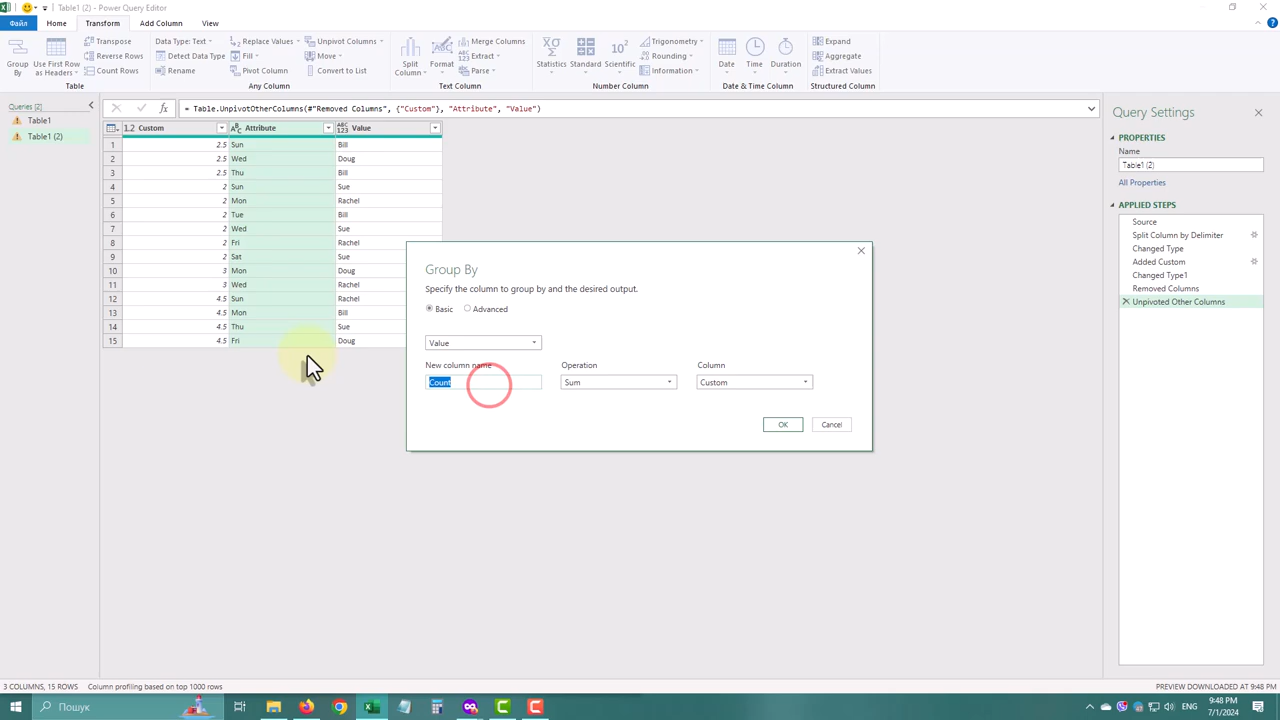 Table1 (2) - Power Query Editor
Файл Home Transform Add Column View
Group By
Use First Row as Headers
Transpose
Reverse Rows
Count Rows
Table
Data Type: Text
Detect Data Type
Rename
Replace Values
Fill
Pivot Column
Unpivot Columns
Move
Convert to List
Any Column
Split Column
Format
Merge Columns
Extract
Parse
Text Column
Statistics
Standard
Scientific
Trigonometry
Rounding
Information
Number Column
Date
Time
Duration
Date & Time Column
Expand
Aggregate
Extract Values
Structured Column
Queries [2]
Table1
Table1 (2)
= Table.UnpivotOtherColumns(#"Removed Columns", {"Custom"}, "Attribute", "Value")
1.2 Custom ABC Attribute ABC 123 Value
1 2.5 Sun Bill
2 2.5 Wed Doug
3 2.5 Thu Bill
4 2 Sun Sue
5 2 Mon Rachel
6 2 Tue Bill
7 2 Wed Sue
8 2 Fri Rachel
9 2 Sat Sue
10 3 Mon Doug
11 3 Wed Rachel
12 4.5 Sun Rachel
13 4.5 Mon Bill
14 4.5 Thu Sue
15 4.5 Fri Doug
Group By
Specify the column to group by and the desired output.
Basic Advanced
Value
New column name Operation Column
Count Sum Custom
OK Cancel
Query Settings
PROPERTIES
Name
Table1 (2)
All Properties
APPLIED STEPS
Source
Split Column by Delimiter
Changed Type
Added Custom
Changed Type1
Removed Columns
Unpivoted Other Columns
3 COLUMNS, 15 ROWS Column profiling based on top 1000 rows
PREVIEW DOWNLOADED AT 9:48 PM
Пошук
ENG
9:48 PM
7/1/2024